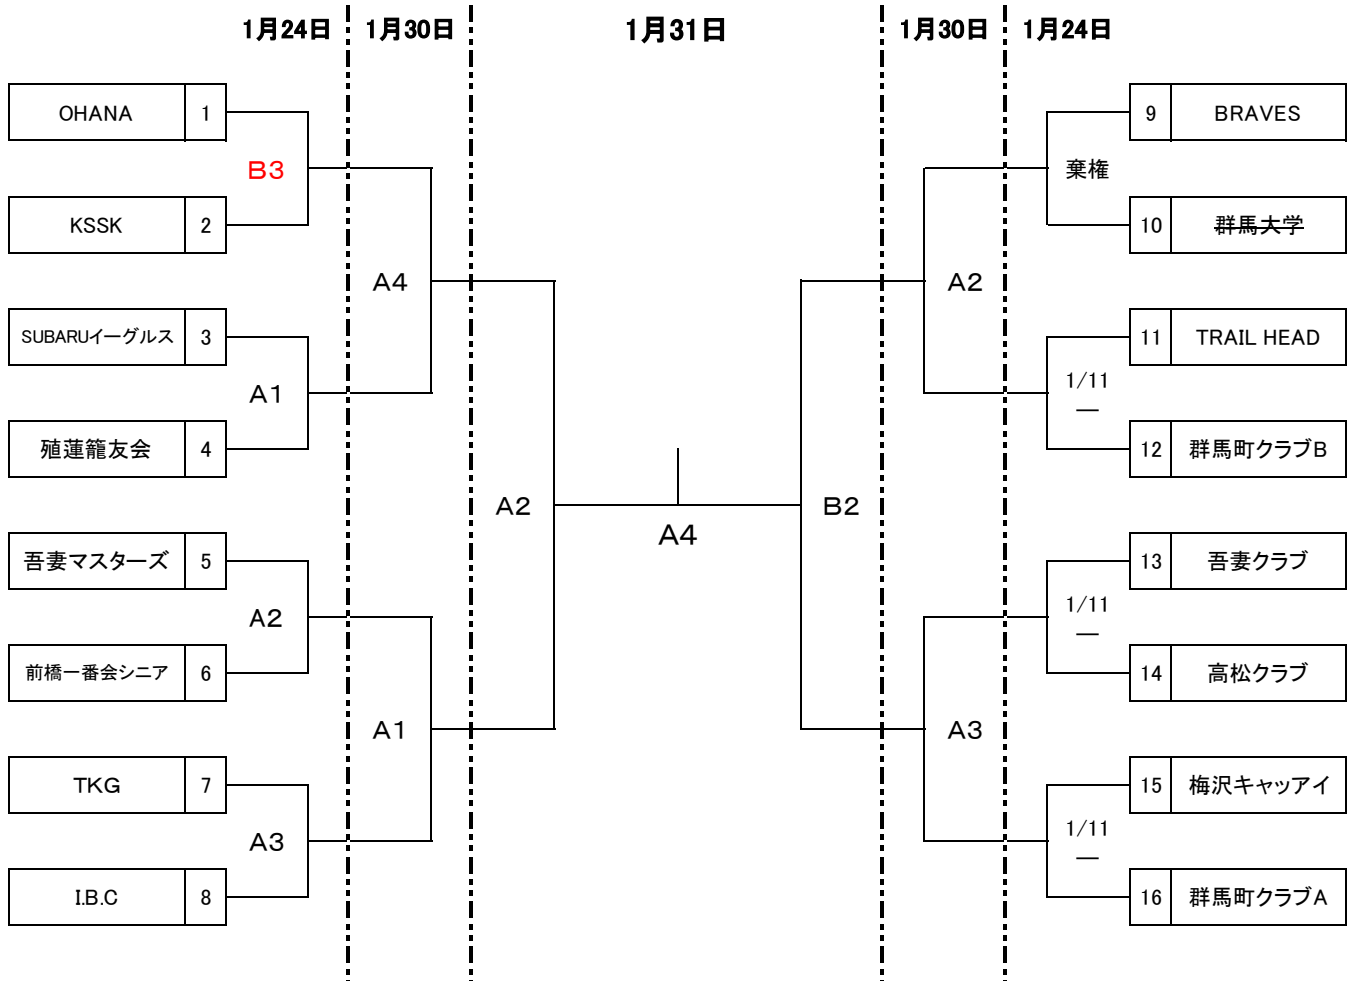 1月24日 1月30日 1月31日 1月30日 1月24日
OHANA 1
9 BRAVES
B3
棄権
KSSK 2
10 群馬大学
A4
A2
SUBARUイーグルス 3
11 TRAIL HEAD
A1
1/11
―
殖蓮籠友会 4
12 群馬町クラブB
A2
B2
A4
吾妻マスターズ 5
13 吾妻クラブ
A2
1/11
―
前橋一番会シニア 6
14 高松クラブ
A1
A3
TKG 7
15 梅沢キャッアイ
A3
1/11
―
I.B.C 8
16 群馬町クラブA